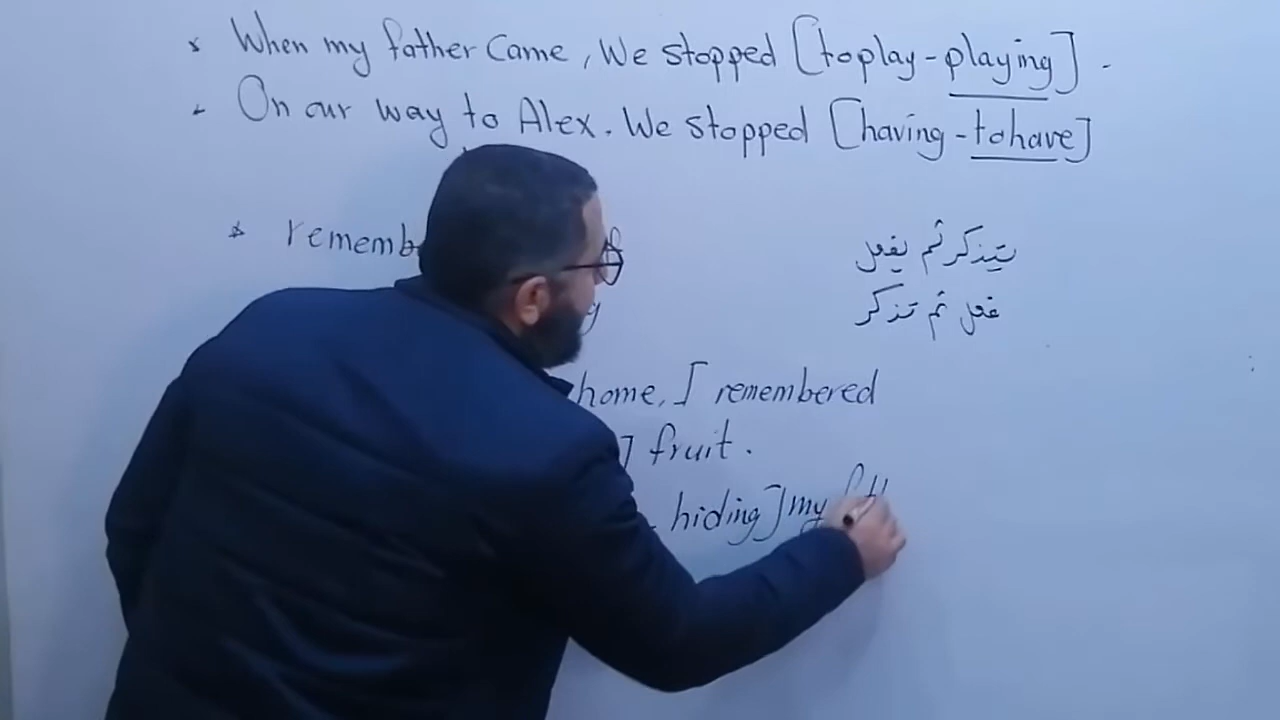 * When my father Came, We stopped [to play - playing].
* On our way to Alex. We stopped [having - to have]
* rememb
يتذكر ثم يفعل
فعل ثم تذكر
home, I remembered
] fruit.
- hiding] my